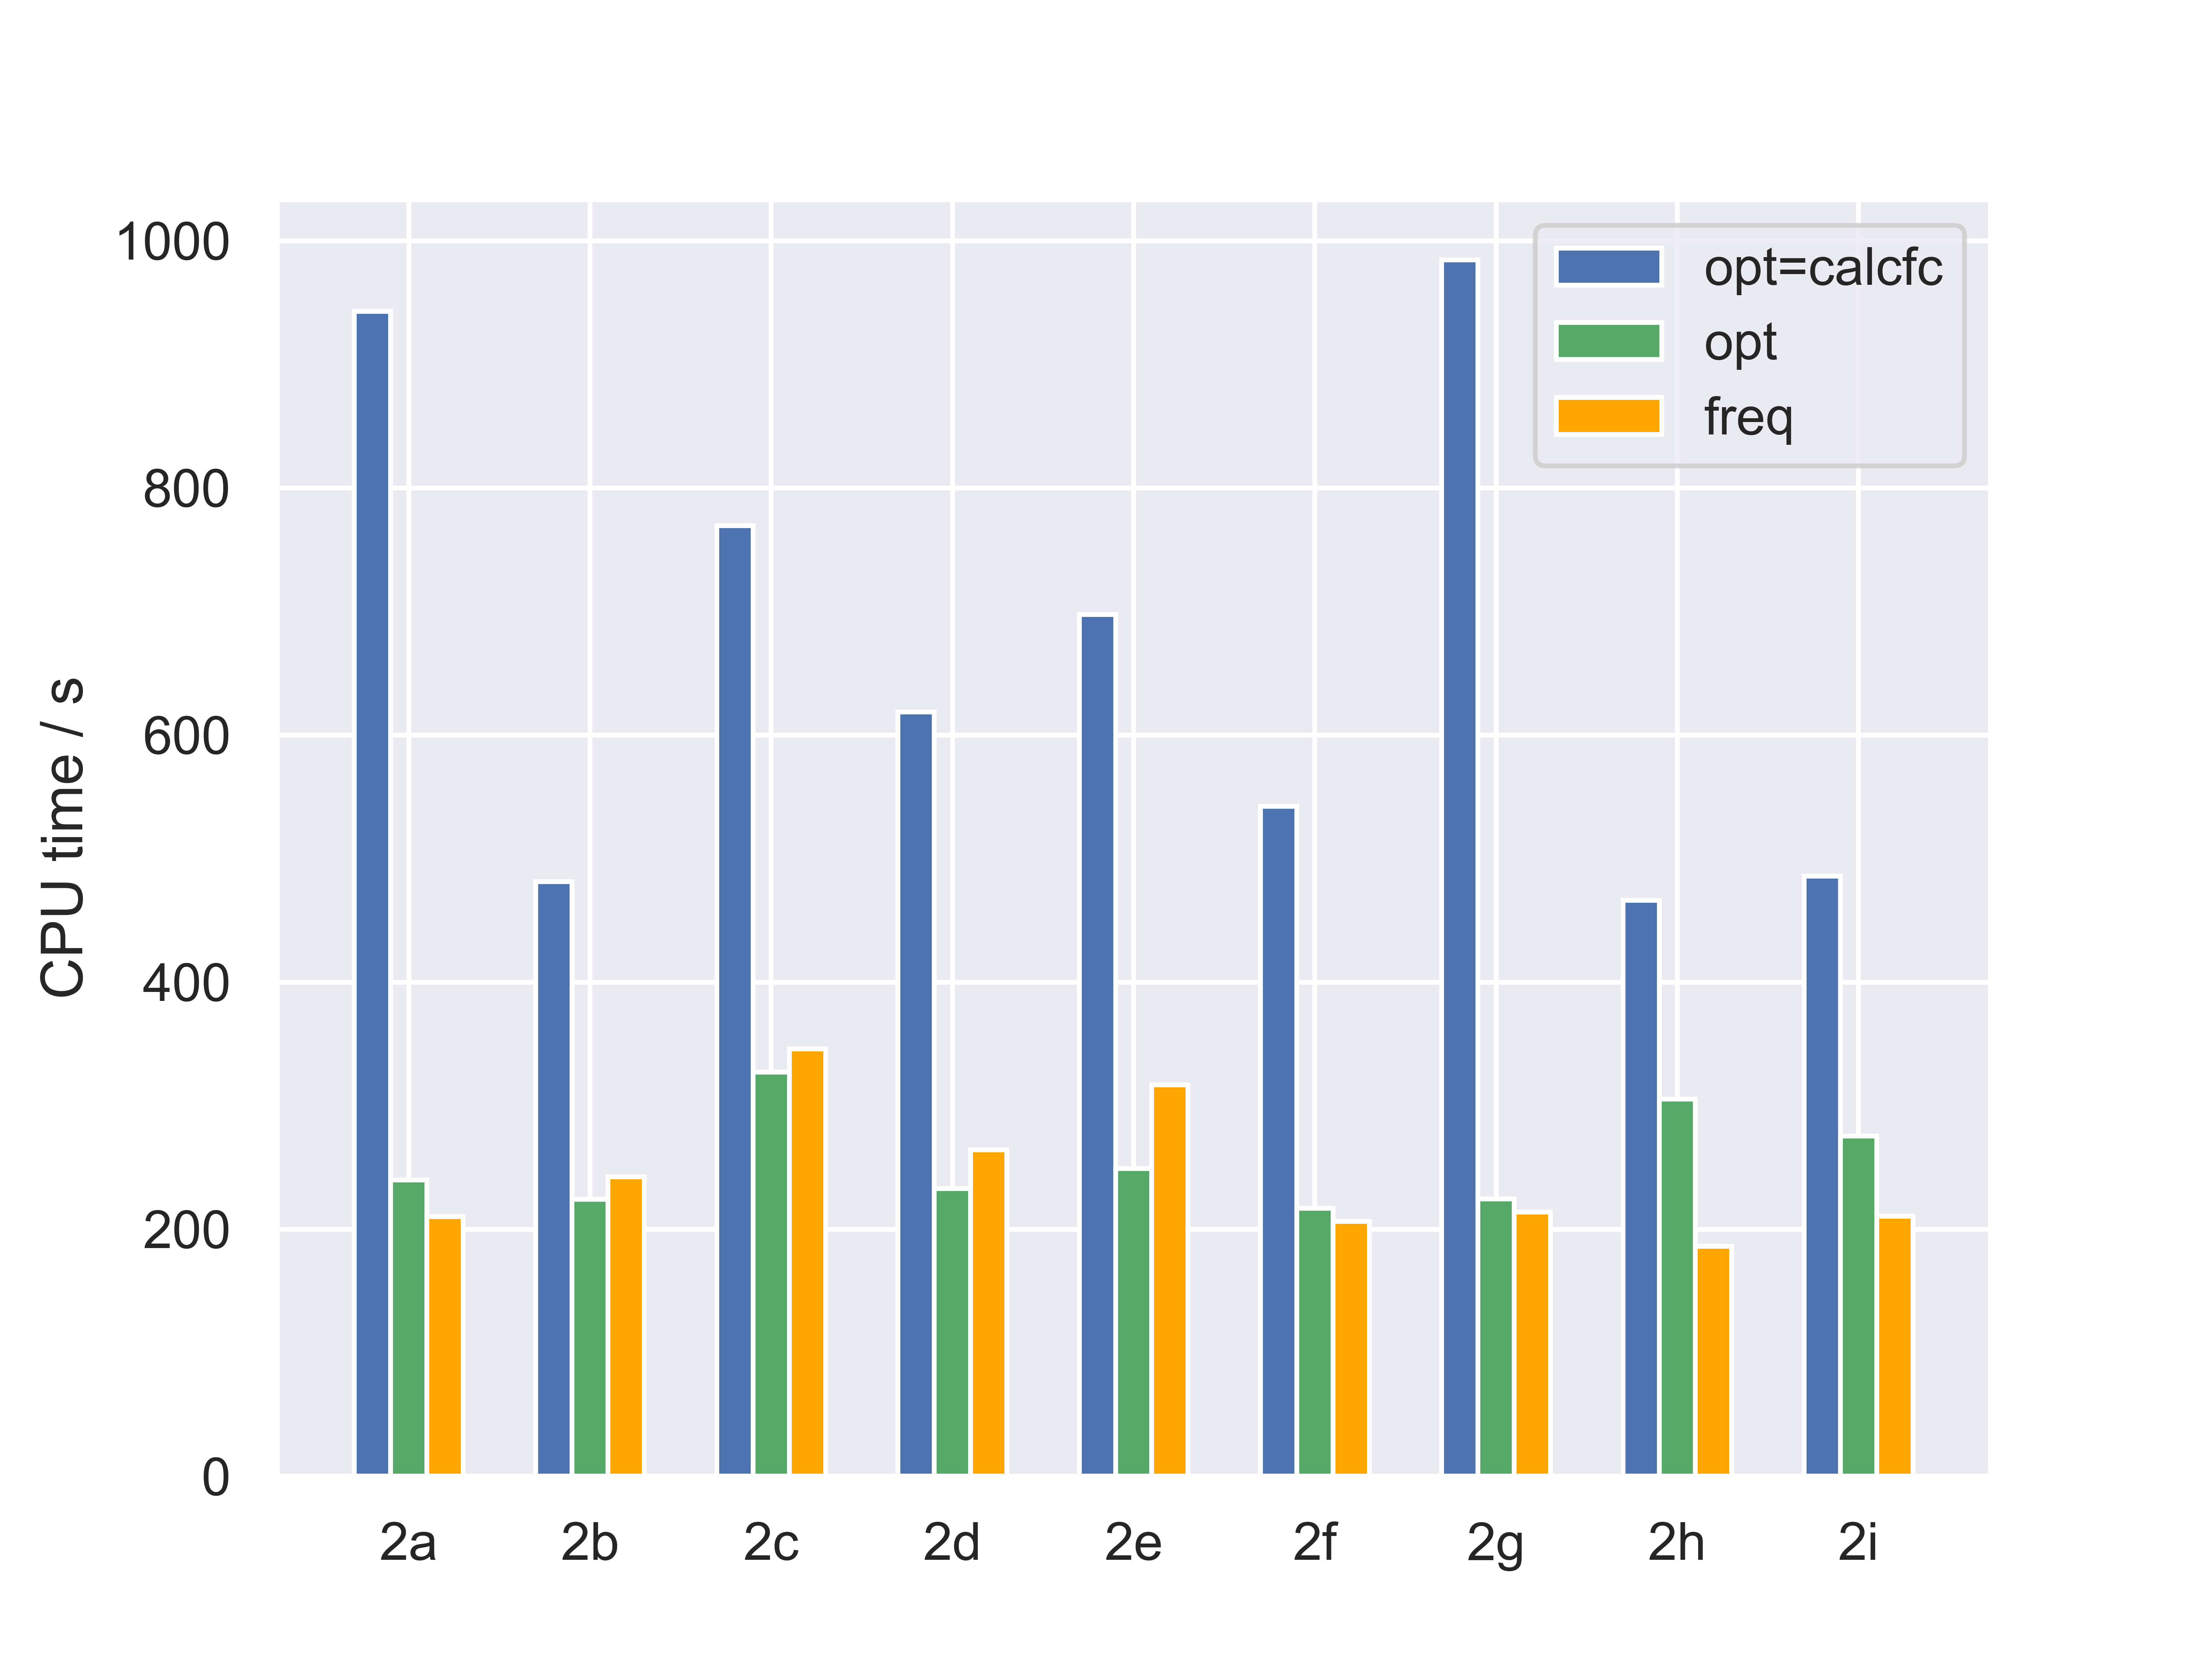 CPU time / s
1000
800
600
400
200
0
opt=calcfc
opt
freq
2a 2b 2c 2d 2e 2f 2g 2h 2i